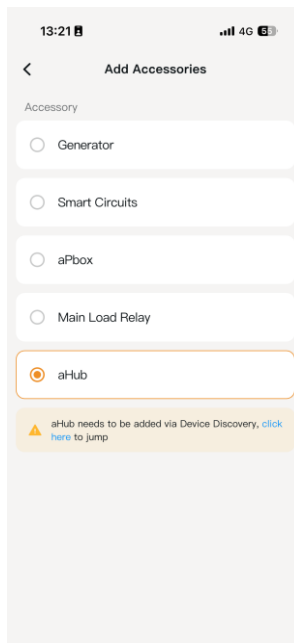 13:21 4G 55
Add Accessories
Accessory
Generator
Smart Circuits
aPbox
Main Load Relay
aHub
aHub needs to be added via Device Discovery, click
here to jump